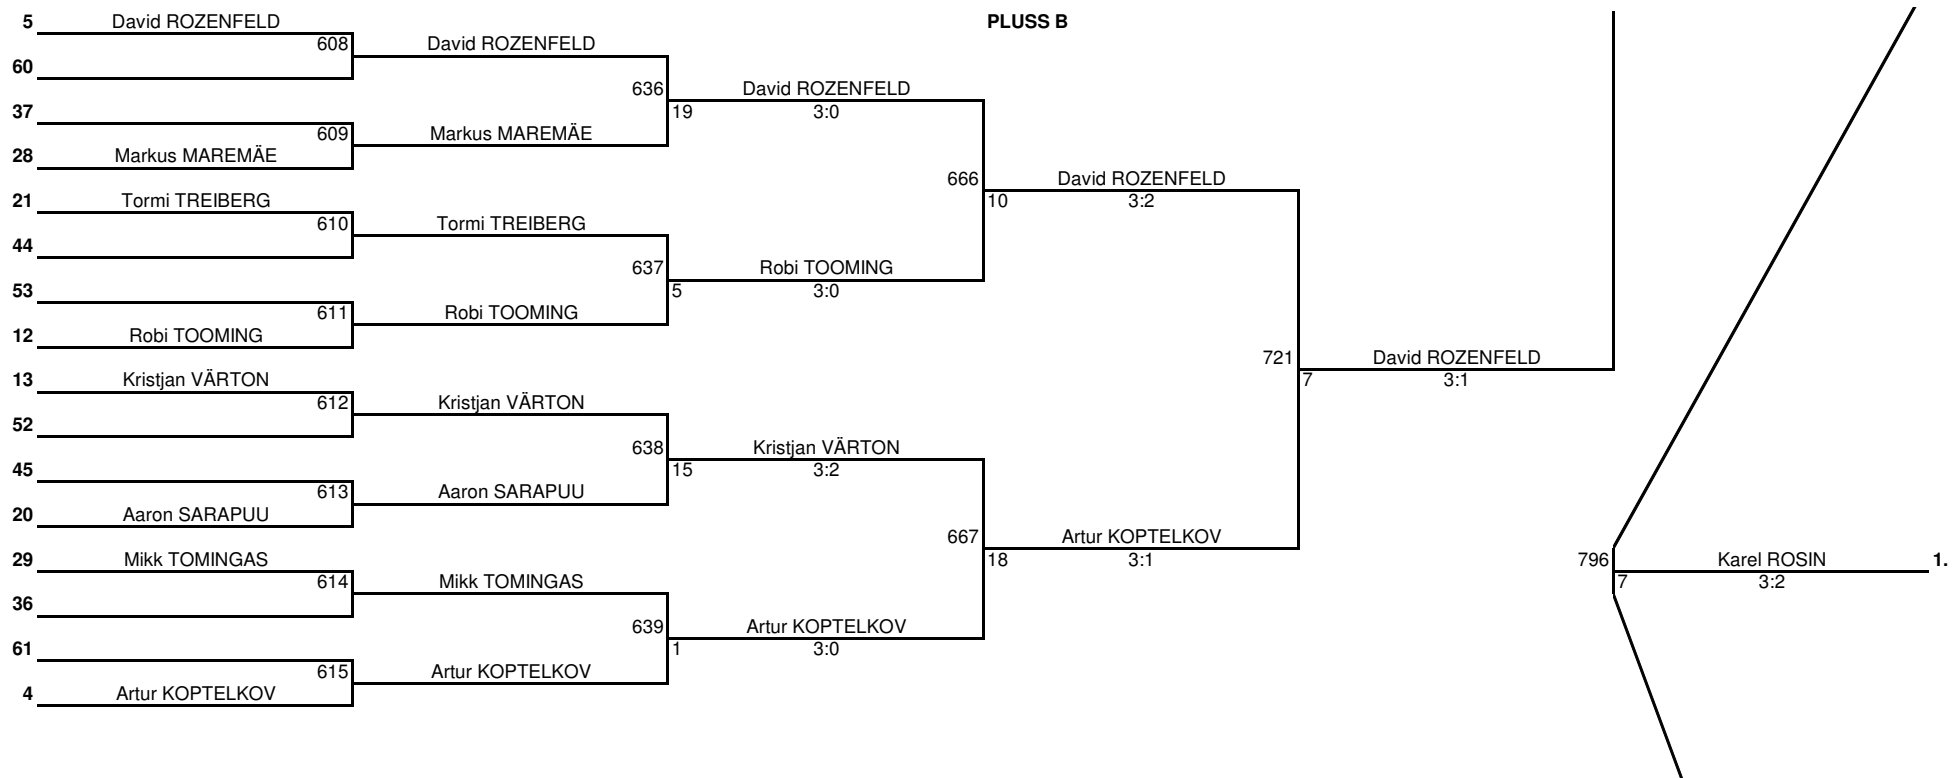 PLUSS B
5 David ROZENFELD
608 David ROZENFELD
60
636 David ROZENFELD
37 19 3:0
609 Markus MAREMÄE
28 Markus MAREMÄE
666 David ROZENFELD
21 Tormi TREIBERG 10 3:2
610 Tormi TREIBERG
44
637 Robi TOOMING
53 5 3:0
611 Robi TOOMING
12 Robi TOOMING
721 David ROZENFELD
13 Kristjan VÄRTON 7 3:1
612 Kristjan VÄRTON
52
638 Kristjan VÄRTON
45 15 3:2
613 Aaron SARAPUU
20 Aaron SARAPUU
667 Artur KOPTELKOV
29 Mikk TOMINGAS 18 3:1 796 Karel ROSIN 1.
614 Mikk TOMINGAS 7 3:2
36
639 Artur KOPTELKOV
61 1 3:0
615 Artur KOPTELKOV
4 Artur KOPTELKOV